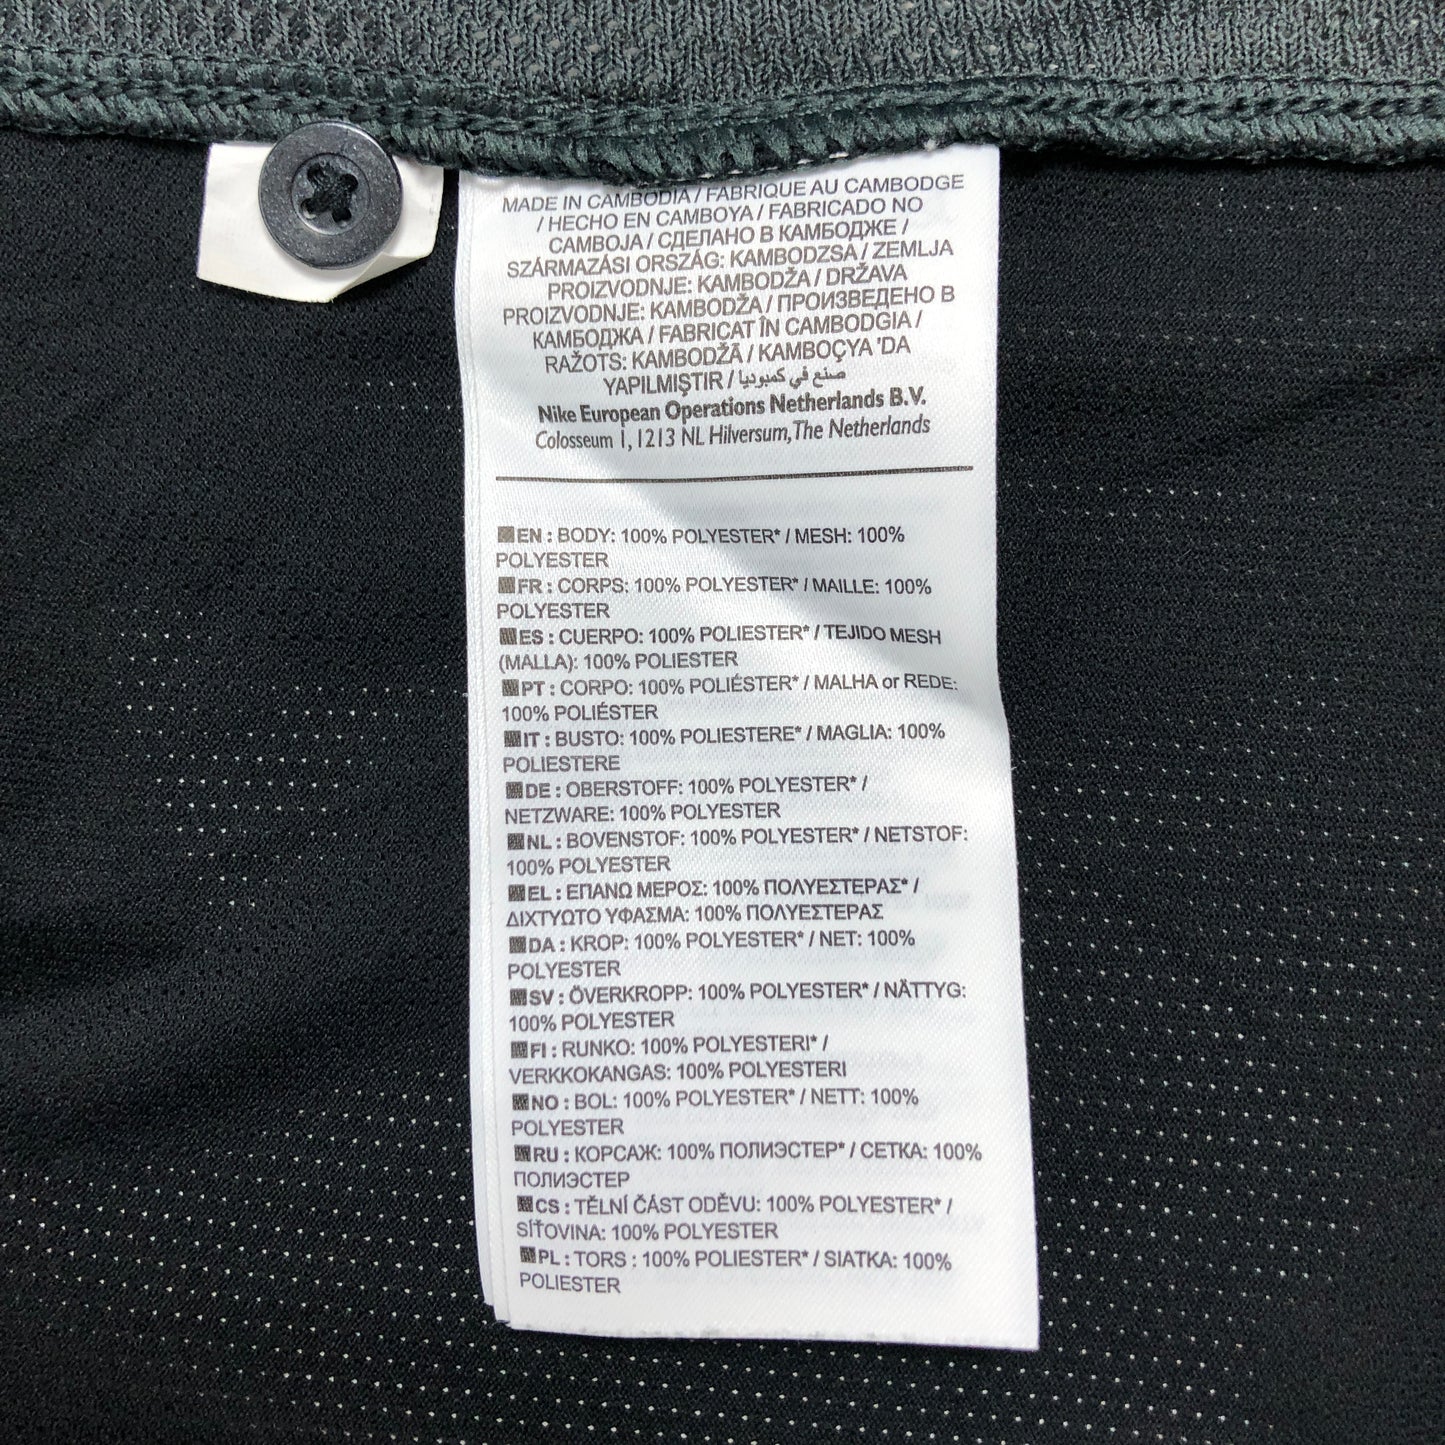 MADE IN CAMBODIA / FABRIQUE AU CAMBODGE
/ HECHO EN CAMBOYA / FABRICADO NO
CAMBOJA / СДЕЛАНО В КАМБОДЖЕ /
SZÁRMAZÁSI ORSZÁG: KAMBODZSA / ZEMLJA
PROIZVODNJE: KAMBODŽA / DRŽAVA
PROIZVODNJE: KAMBODŽA / ПРОИЗВЕДЕНО В
КАМБОДЖА / FABRICAT ÎN CAMBODGIA /
RAŽOTS: KAMBODŽĀ / KAMBOÇYA 'DA
YAPILMIŞTIR / صنع في كمبوديا
Nike European Operations Netherlands B.V.
Colosseum 1, 1213 NL Hilversum, The Netherlands
EN : BODY: 100% POLYESTER* / MESH: 100%
POLYESTER
FR : CORPS: 100% POLYESTER* / MAILLE: 100%
POLYESTER
ES : CUERPO: 100% POLIESTER* / TEJIDO MESH
(MALLA): 100% POLIESTER
PT : CORPO: 100% POLIÉSTER* / MALHA or REDE:
100% POLIÉSTER
IT : BUSTO: 100% POLIESTERE* / MAGLIA: 100%
POLIESTERE
DE : OBERSTOFF: 100% POLYESTER* /
NETZWARE: 100% POLYESTER
NL : BOVENSTOF: 100% POLYESTER* / NETSTOF:
100% POLYESTER
EL : ΕΠΑΝΩ ΜΕΡΟΣ: 100% ΠΟΛΥΕΣΤΕΡΑΣ* /
ΔΙΧΤΥΩΤΟ ΥΦΑΣΜΑ: 100% ΠΟΛΥΕΣΤΕΡΑΣ
DA : KROP: 100% POLYESTER* / NET: 100%
POLYESTER
SV : ÖVERKROPP: 100% POLYESTER* / NÄTTYG:
100% POLYESTER
FI : RUNKO: 100% POLYESTERI* /
VERKKOKANGAS: 100% POLYESTERI
NO : BOL: 100% POLYESTER* / NETT: 100%
POLYESTER
RU : КОРСАЖ: 100% ПОЛИЭСТЕР* / СЕТКА: 100%
ПОЛИЭСТЕР
CS : TĚLNÍ ČÁST ODĚVU: 100% POLYESTER* /
SÍŤOVINA: 100% POLYESTER
PL : TORS : 100% POLIESTER* / SIATKA: 100%
POLIESTER